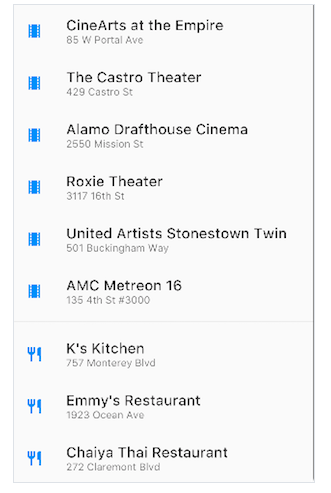 CineArts at the Empire
85 W Portal Ave
The Castro Theater
429 Castro St
Alamo Drafthouse Cinema
2550 Mission St
Roxie Theater
3117 16th St
United Artists Stonestown Twin
501 Buckingham Way
AMC Metreon 16
135 4th St #3000
K's Kitchen
757 Monterey Blvd
Emmy's Restaurant
1923 Ocean Ave
Chaiya Thai Restaurant
272 Claremont Blvd